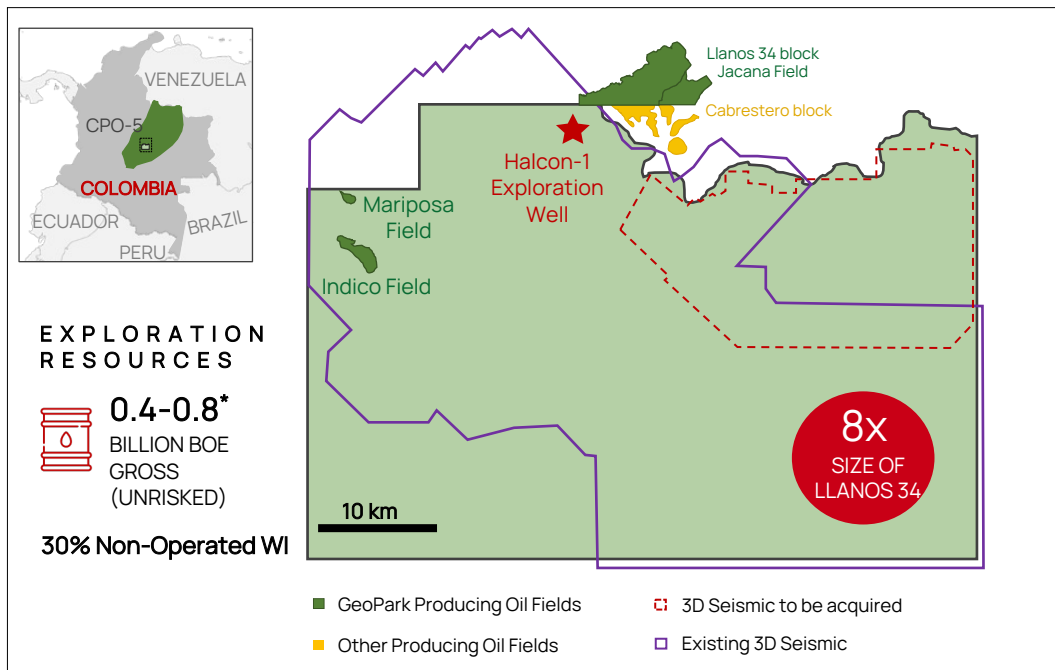 VENEZUELA
CPO-5
COLOMBIA
ECUADOR
BRAZIL
PERU
Llanos 34 block
Jacana Field
Cabrestero block
Halcon-1
Exploration
Well
Mariposa
Field
Indico Field
EXPLORATION
RESOURCES
0.4-0.8*
BILLION BOE
GROSS
(UNRISKED)
30% Non-Operated WI
10 km
8x
SIZE OF
LLANOS 34
GeoPark Producing Oil Fields
3D Seismic to be acquired
Other Producing Oil Fields
Existing 3D Seismic